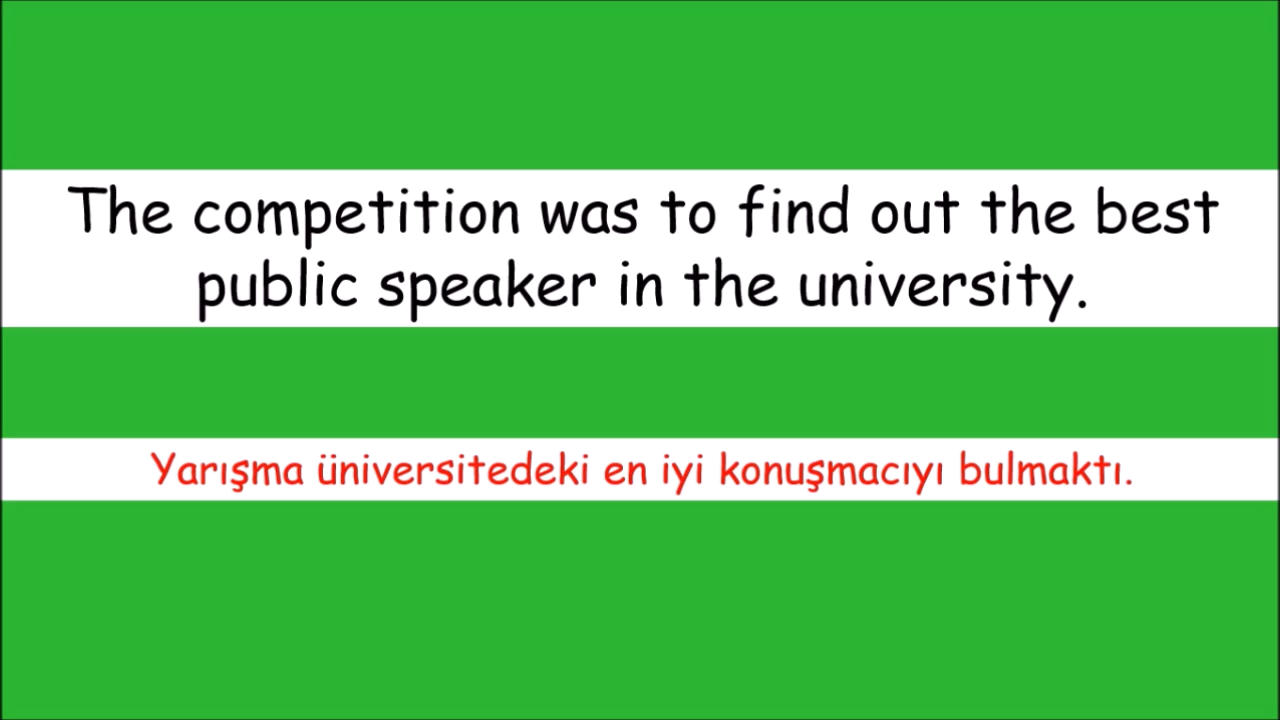 The competition was to find out the best
public speaker in the university.
Yarışma üniversitedeki en iyi konuşmacıyı bulmaktı.